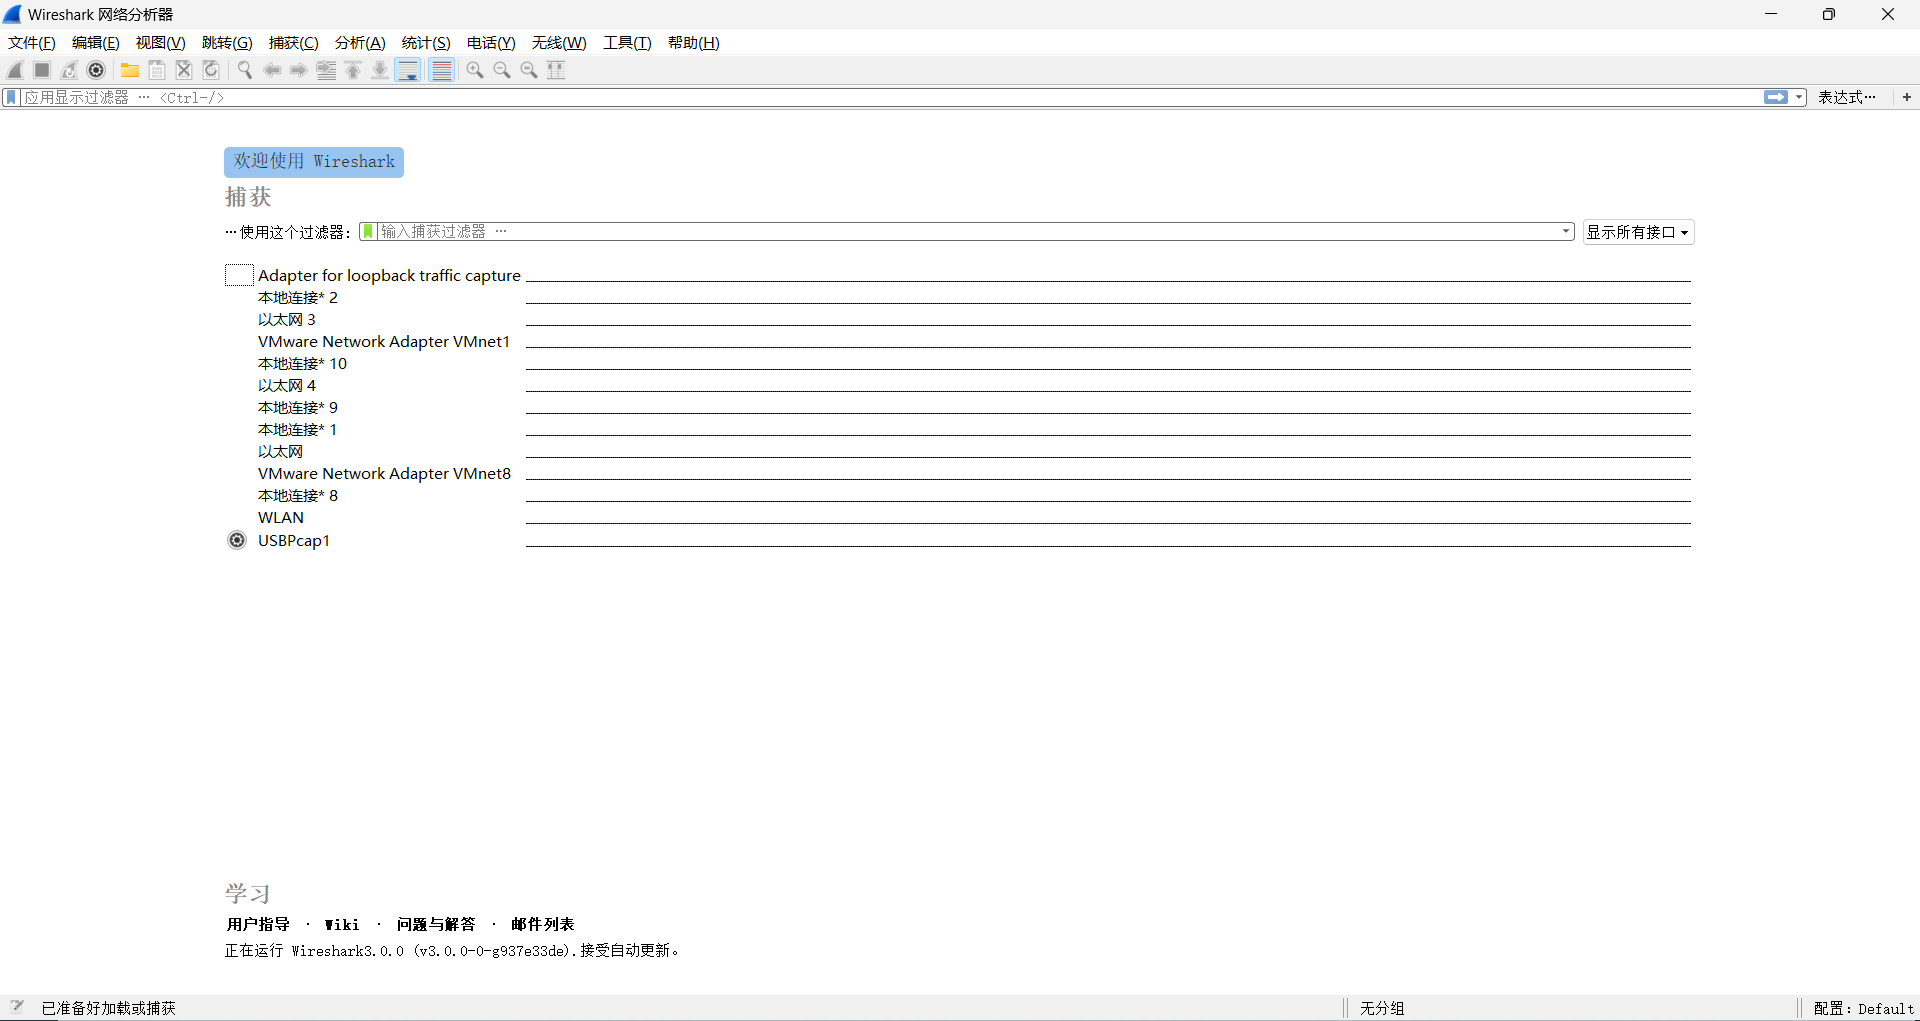 Wireshark 网络分析器
文件(F) 编辑(E) 视图(V) 跳转(G) 捕获(C) 分析(A) 统计(S) 电话(Y) 无线(W) 工具(T) 帮助(H)
应用显示过滤器 … <Ctrl-/> 表达式… +
欢迎使用 Wireshark
捕获
…使用这个过滤器: 输入捕获过滤器 … 显示所有接口
Adapter for loopback traffic capture
本地连接* 2
以太网 3
VMware Network Adapter VMnet1
本地连接* 10
以太网 4
本地连接* 9
本地连接* 1
以太网
VMware Network Adapter VMnet8
本地连接* 8
WLAN
USBPcap1
学习
用户指导 · Wiki · 问题与解答 · 邮件列表
正在运行 Wireshark3.0.0 (v3.0.0-0-g937e33de).接受自动更新。
已准备好加载或捕获 无分组 配置: Default